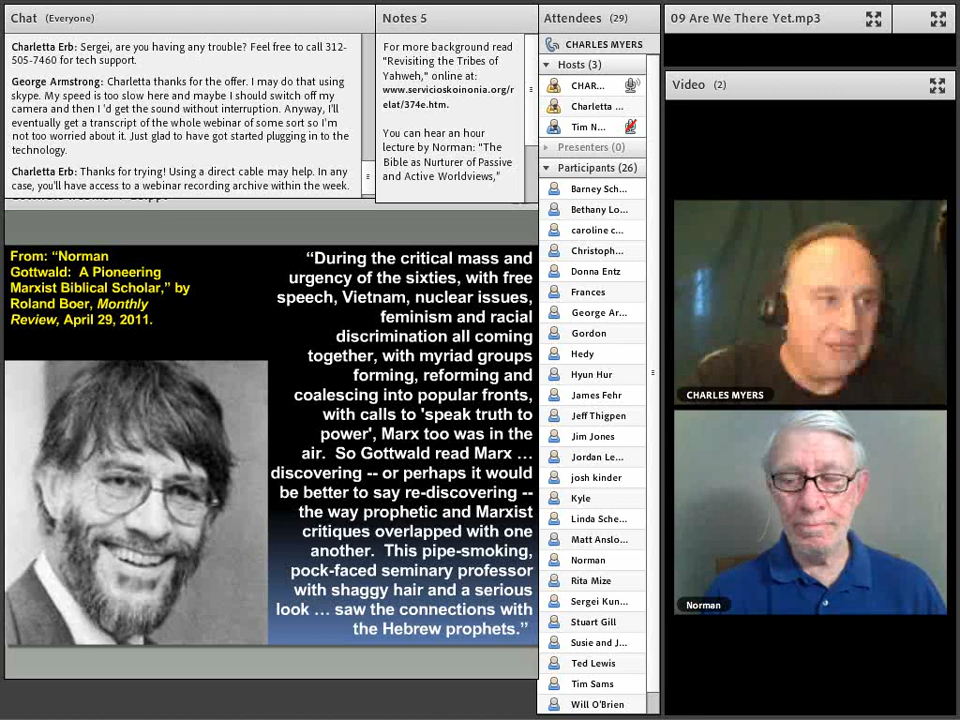 Chat (Everyone)
Charletta Erb: Sergei, are you having any trouble? Feel free to call 312-
505-7460 for tech support.
George Armstrong: Charletta thanks for the offer. I may do that using
skype. My speed is too slow here and maybe I should switch off my
camera and then I 'd get the sound without interruption. Anyway, I'll
eventually get a transcript of the whole webinar of some sort so I'm
not too worried about it. Just glad to have got started plugging in to the
technology.
Charletta Erb: Thanks for trying! Using a direct cable may help. In any
case, you'll have access to a webinar recording archive within the week.
Notes 5
For more background read
"Revisiting the Tribes of
Yahweh," online at:
www.servicioskoinonia.org/r
elat/374e.htm.
You can hear an hour
lecture by Norman: "The
Bible as Nurturer of Passive
and Active Worldviews,"
From: “Norman
Gottwald: A Pioneering
Marxist Biblical Scholar,” by
Roland Boer, Monthly
Review, April 29, 2011.
“During the critical mass and
urgency of the sixties, with free
speech, Vietnam, nuclear issues,
feminism and racial
discrimination all coming
together, with myriad groups
forming, reforming and
coalescing into popular fronts,
with calls to 'speak truth to
power', Marx too was in the
air. So Gottwald read Marx …
discovering -- or perhaps it would
be better to say re-discovering --
the way prophetic and Marxist
critiques overlapped with one
another. This pipe-smoking,
pock-faced seminary professor
with shaggy hair and a serious
look … saw the connections with
the Hebrew prophets.”
Attendees (29)
CHARLES MYERS
Hosts (3)
CHAR...
Charletta ...
Tim N...
Presenters (0)
Participants (26)
Barney Sch...
Bethany Lo...
caroline c...
Christoph...
Donna Entz
Frances
George Ar...
Gordon
Hedy
Hyun Hur
James Fehr
Jeff Thigpen
Jim Jones
Jordan Le...
josh kinder
Kyle
Linda Sche...
Matt Anslo...
Norman
Rita Mize
Sergei Kun...
Stuart Gill
Susie and J...
Ted Lewis
Tim Sams
Will O'Brien
09 Are We There Yet.mp3
Video (2)
CHARLES MYERS
Norman